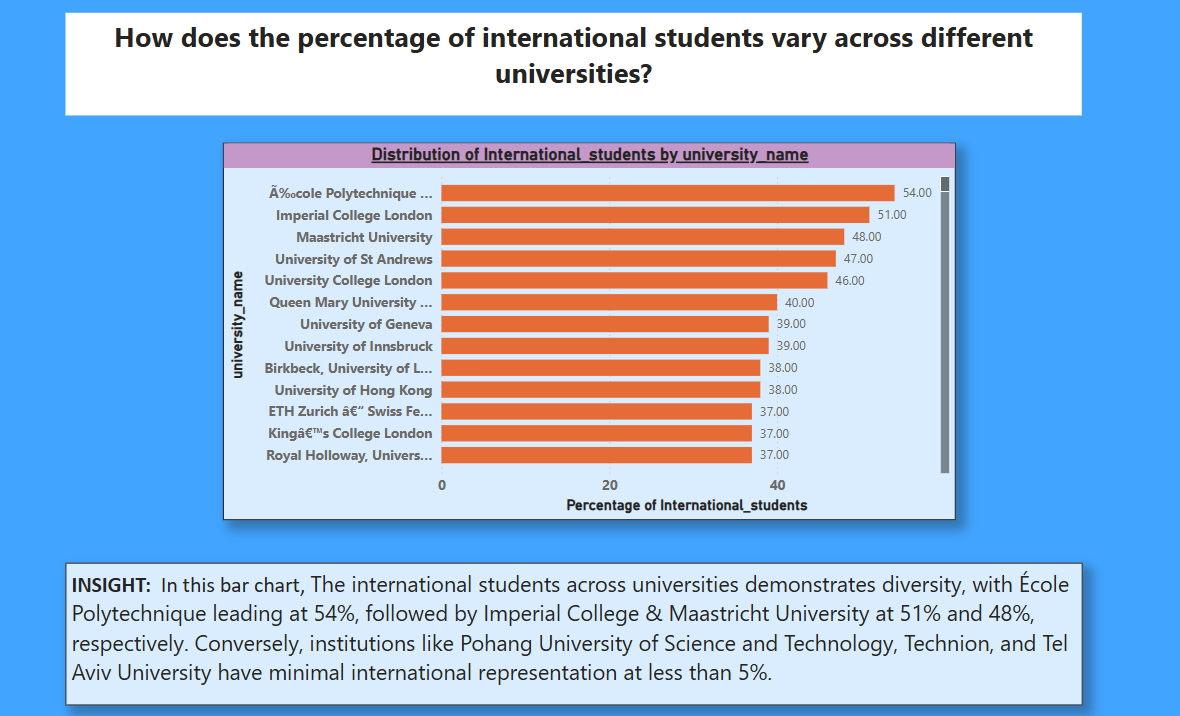 How does the percentage of international students vary across different
universities?
Distribution of International_students by university_name
university_name
Ã‰cole Polytechnique ... 54.00
Imperial College London 51.00
Maastricht University 48.00
University of St Andrews 47.00
University College London 46.00
Queen Mary University ... 40.00
University of Geneva 39.00
University of Innsbruck 39.00
Birkbeck, University of L... 38.00
University of Hong Kong 38.00
ETH Zurich â€“ Swiss Fe... 37.00
Kingâ€™s College London 37.00
Royal Holloway, Univers... 37.00
0 20 40
Percentage of International_students
INSIGHT: In this bar chart, The international students across universities demonstrates diversity, with École
Polytechnique leading at 54%, followed by Imperial College & Maastricht University at 51% and 48%,
respectively. Conversely, institutions like Pohang University of Science and Technology, Technion, and Tel
Aviv University have minimal international representation at less than 5%.